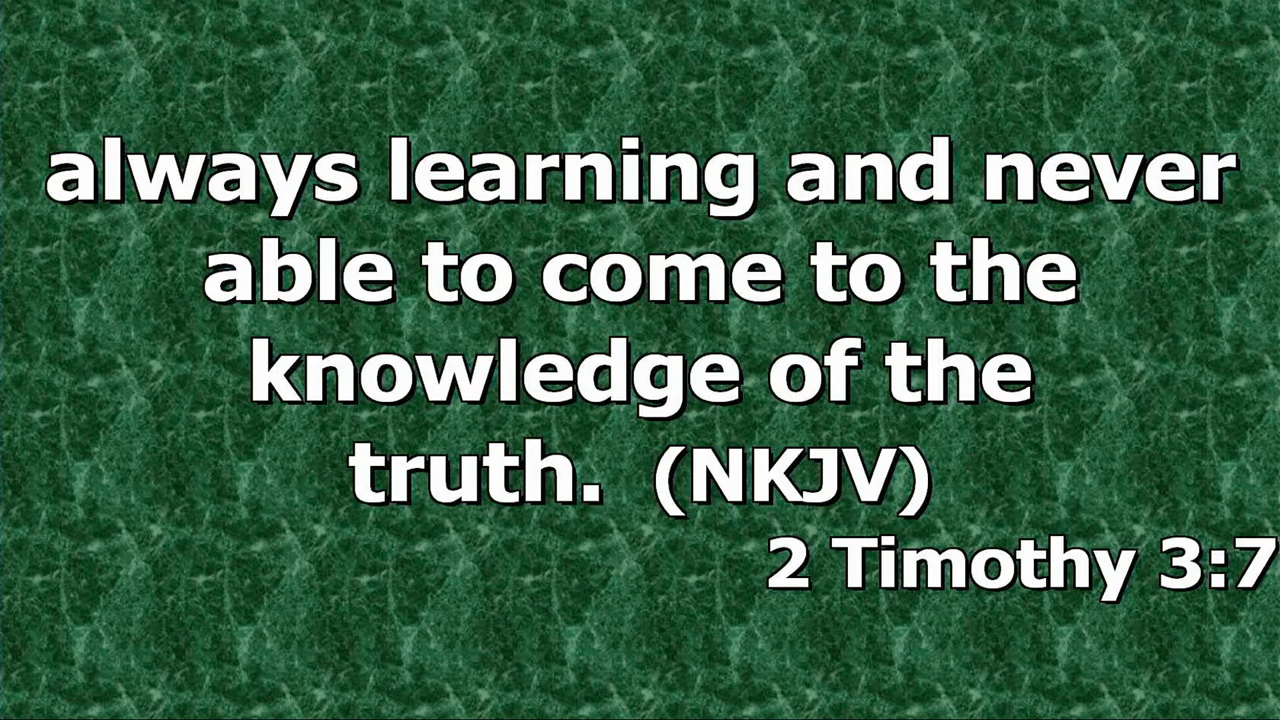 always learning and never
able to come to the
knowledge of the
truth. (NKJV)
2 Timothy 3:7